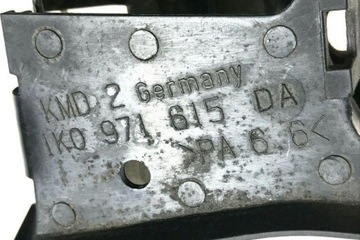 KMD 2 Germany
1K0 971 615 DA
>PA 6.6<